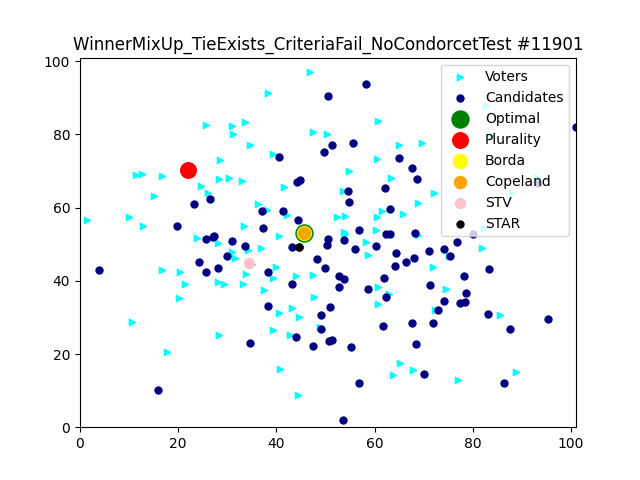 WinnerMixUp_TieExists_CriteriaFail_NoCondorcetTest #11901
100
80
60
40
20
0
0 20 40 60 80 100
Voters
Candidates
Optimal
Plurality
Borda
Copeland
STV
STAR